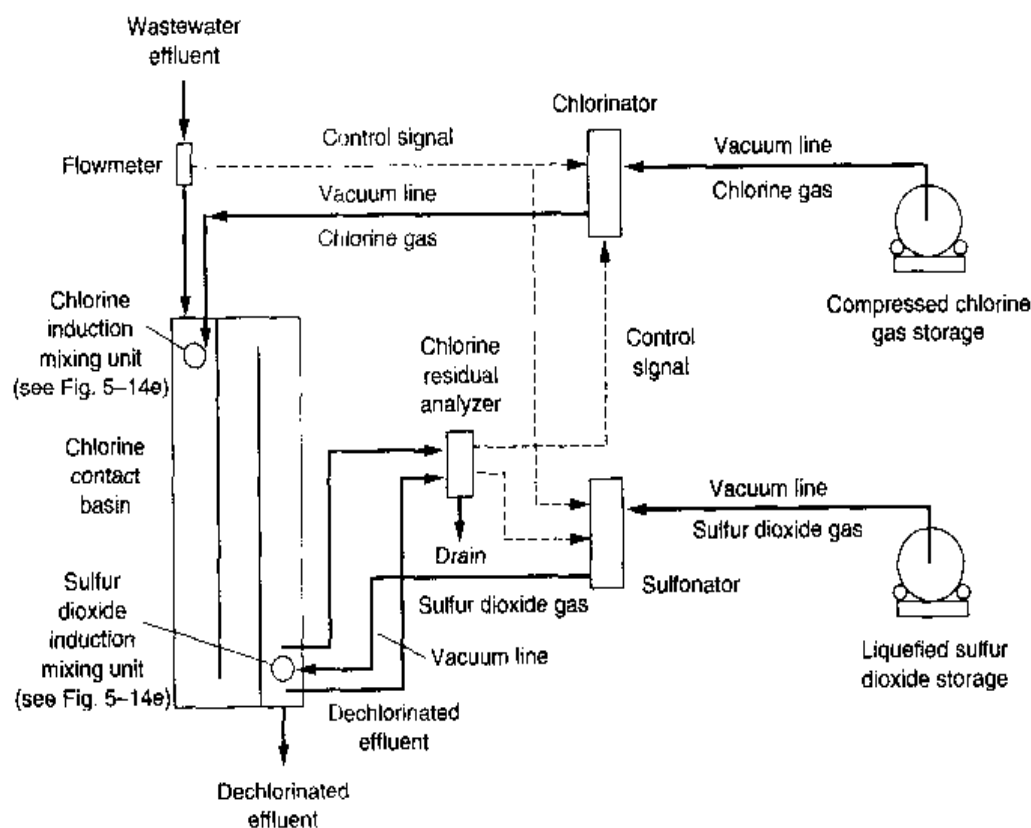 Wastewater
effluent
Chlorinator
Control signal
Vacuum line
Flowmeter
Vacuum line
Chlorine gas
Chlorine gas
Compressed chlorine
gas storage
Chlorine
induction
mixing unit
(see Fig. 5–14e)
Chlorine
residual
analyzer
Control
signal
Chlorine
contact
basin
Vacuum line
Sulfur dioxide gas
Drain
Sulfur
dioxide
induction
mixing unit
(see Fig. 5–14e)
Sulfur dioxide gas
Sulfonator
Vacuum line
Liquefied sulfur
dioxide storage
Dechlorinated
effluent
Dechlorinated
effluent